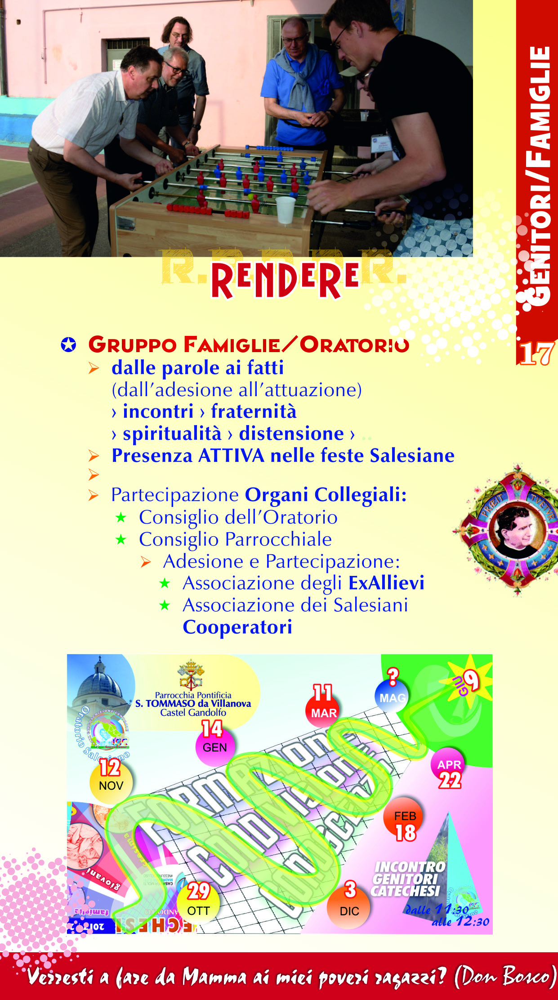 GENITORI/FAMIGLIE
17
RENDERE
GRUPPO FAMIGLIE/ORATORIO
dalle parole ai fatti
(dall'adesione all'attuazione)
› incontri › fraternità
› spiritualità › distensione › ..
Presenza ATTIVA nelle feste Salesiane
Partecipazione Organi Collegiali:
Consiglio dell'Oratorio
Consiglio Parrocchiale
Adesione e Partecipazione:
Associazione degli ExAllievi
Associazione dei Salesiani
Cooperatori
PRÆIT TVETVR
Parrocchia Pontificia
S. TOMMASO da Villanova
Castel Gandolfo
Oratorio Salesiano
12
NOV
14
GEN
11
MAR
?
MAG
9
GIU
APR
22
FEB
18
3
DIC
29
OTT
FORMAZIONE
CONDIVISIONE
giovani
famiglie
INCONTRO
GENITORI
CATECHESI
dalle 11:30
alle 12:30
Verresti a fare da Mamma ai miei poveri ragazzi? (Don Bosco)